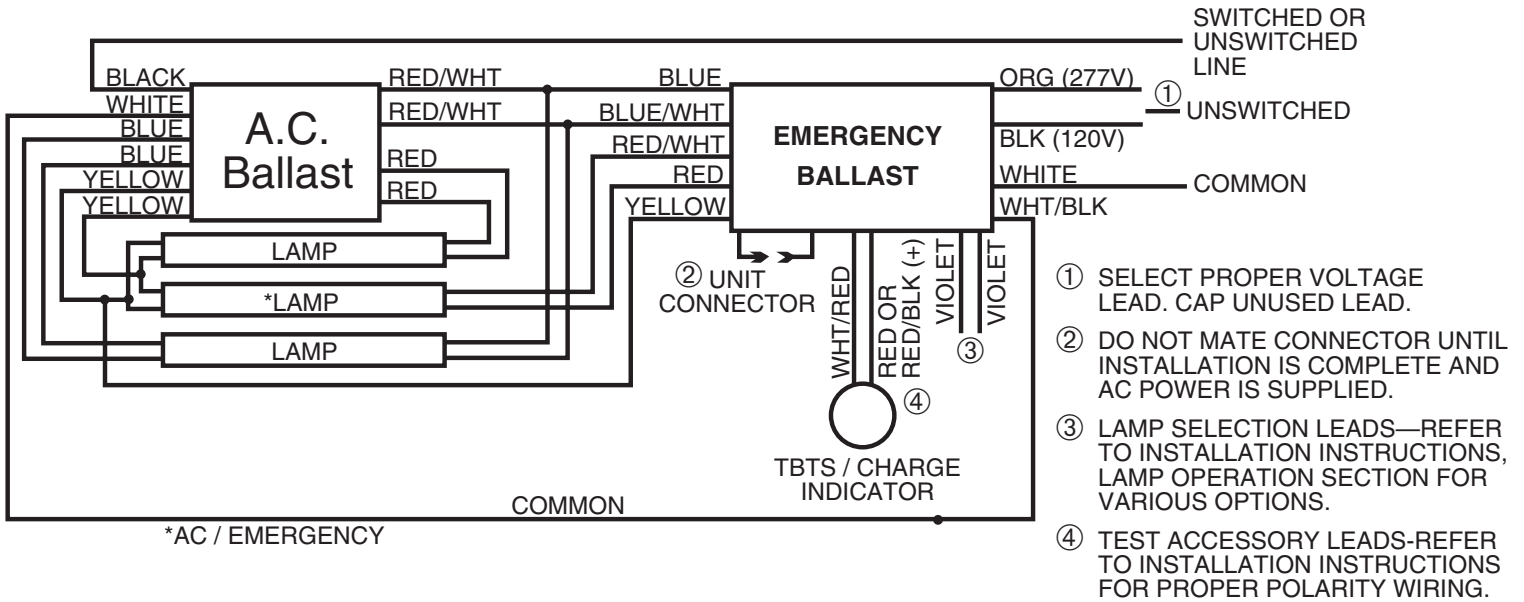 SWITCHED OR
UNSWITCHED
LINE
BLACK
WHITE
BLUE
BLUE
YELLOW
YELLOW
A.C.
Ballast
RED/WHT
RED/WHT
RED
RED
BLUE
BLUE/WHT
RED/WHT
RED
YELLOW
EMERGENCY
BALLAST
ORG (277V)
① UNSWITCHED
BLK (120V)
WHITE
COMMON
WHT/BLK
LAMP
*LAMP
LAMP
② UNIT
CONNECTOR
WHT/RED
RED OR
RED/BLK (+)
VIOLET
VIOLET
③
④
TBTS / CHARGE
INDICATOR
COMMON
*AC / EMERGENCY
① SELECT PROPER VOLTAGE
LEAD. CAP UNUSED LEAD.
② DO NOT MATE CONNECTOR UNTIL
INSTALLATION IS COMPLETE AND
AC POWER IS SUPPLIED.
③ LAMP SELECTION LEADS—REFER
TO INSTALLATION INSTRUCTIONS,
LAMP OPERATION SECTION FOR
VARIOUS OPTIONS.
④ TEST ACCESSORY LEADS-REFER
TO INSTALLATION INSTRUCTIONS
FOR PROPER POLARITY WIRING.